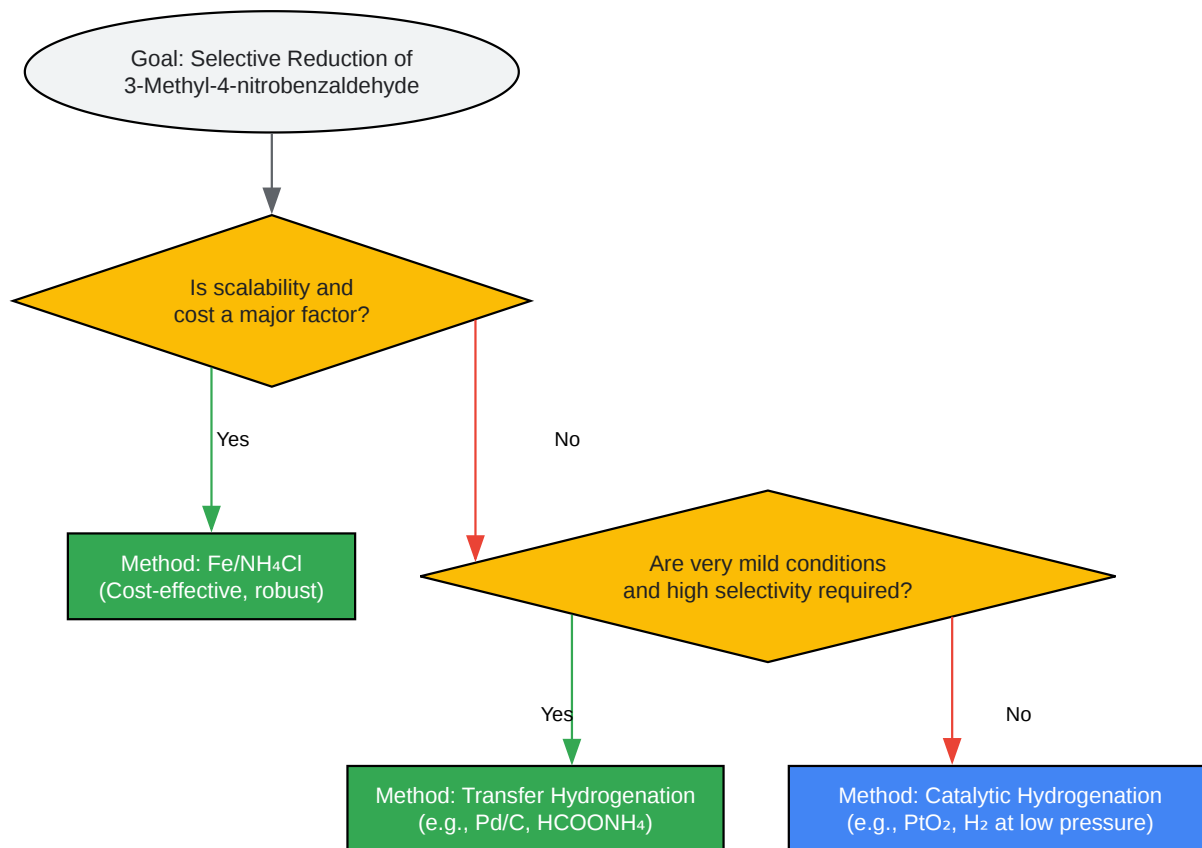 Goal: Selective Reduction of
3-Methyl-4-nitrobenzaldehyde
Is scalability and
cost a major factor?
Yes
No
Method: Fe/NH₄Cl
(Cost-effective, robust)
Are very mild conditions
and high selectivity required?
Yes
No
Method: Transfer Hydrogenation
(e.g., Pd/C, HCOONH₄)
Method: Catalytic Hydrogenation
(e.g., PtO₂, H₂ at low pressure)